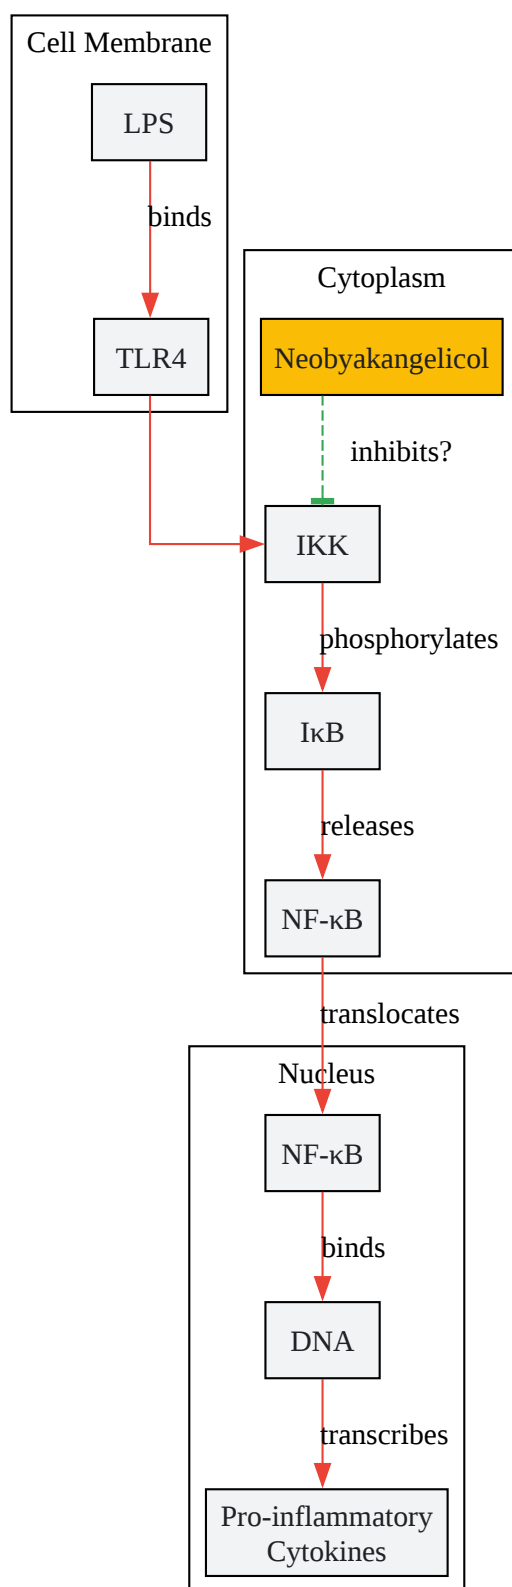 Cell Membrane
LPS
binds
TLR4
Cytoplasm
Neobyakangelicol
inhibits?
IKK
phosphorylates
IκB
releases
NF-κB
translocates
Nucleus
NF-κB
binds
DNA
transcribes
Pro-inflammatory
Cytokines